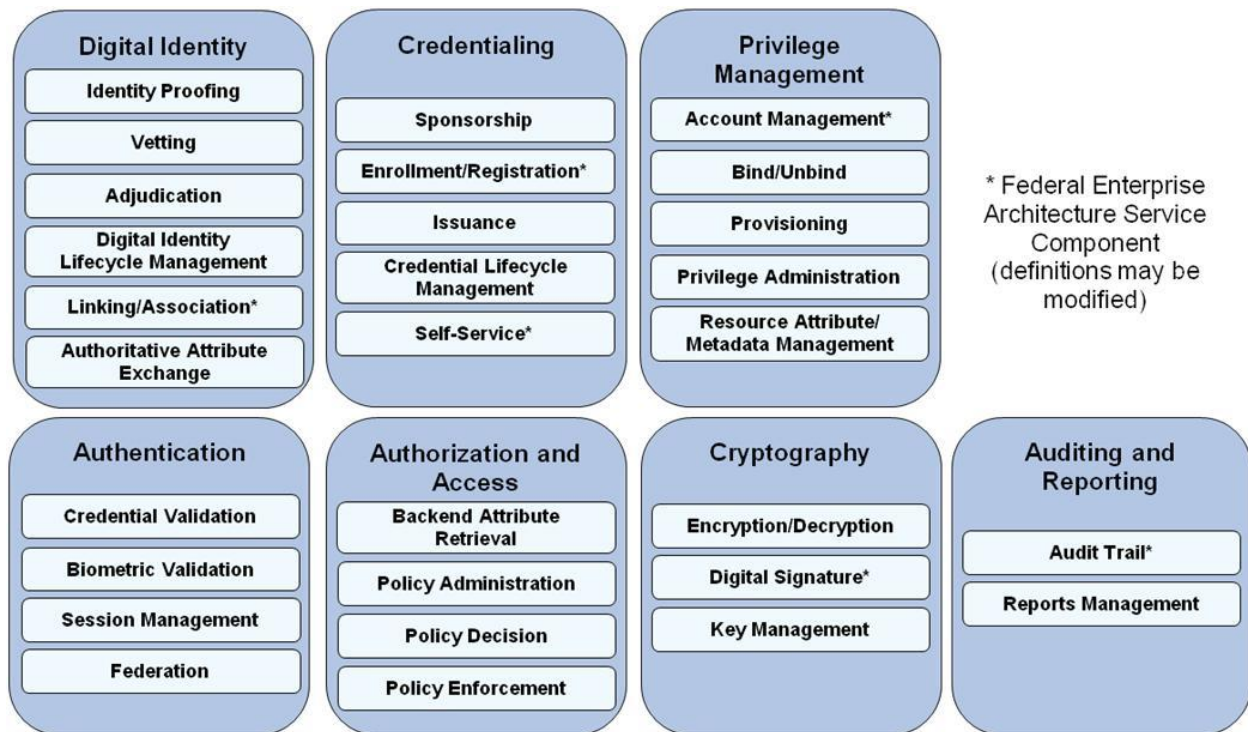 Digital Identity
Identity Proofing
Vetting
Adjudication
Digital Identity
Lifecycle Management
Linking/Association*
Authoritative Attribute
Exchange
Credentialing
Sponsorship
Enrollment/Registration*
Issuance
Credential Lifecycle
Management
Self-Service*
Privilege
Management
Account Management*
Bind/Unbind
Provisioning
Privilege Administration
Resource Attribute/
Metadata Management
* Federal Enterprise
Architecture Service
Component
(definitions may be
modified)
Authentication
Credential Validation
Biometric Validation
Session Management
Federation
Authorization and
Access
Backend Attribute
Retrieval
Policy Administration
Policy Decision
Policy Enforcement
Cryptography
Encryption/Decryption
Digital Signature*
Key Management
Auditing and
Reporting
Audit Trail*
Reports Management